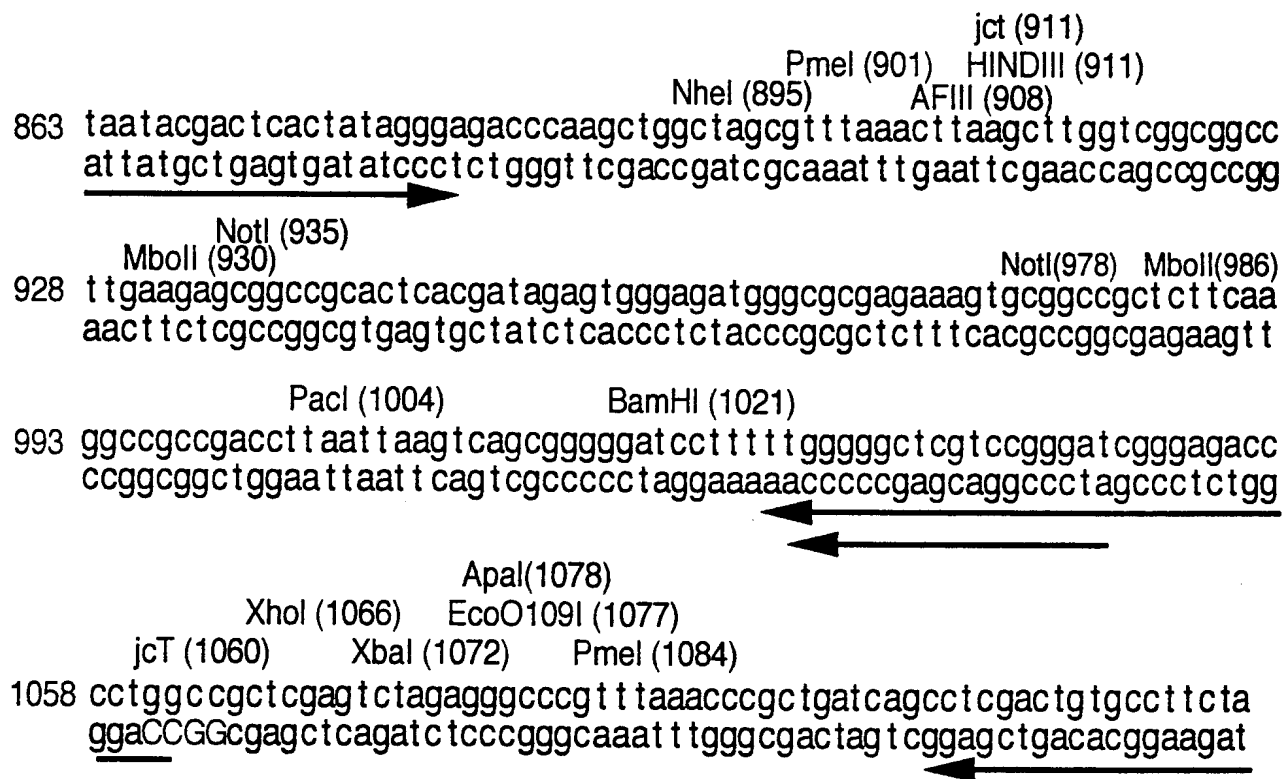 jct (911)
PmeI (901) HINDIII (911)
NheI (895) AFIII (908)
863 taatacgactcactatagggagacccaagctggctagcgtttaaacttaagcttggtcggcggcc
attatgctgagtgatatccctctgggttcgaccgatcgcaaatttgaattcgaaccagccgccgg
NotI (935)
MboII (930) NotI(978) MboII(986)
928 ttgaagagcggccgcactcacgatagagtgggagatgggcgcgagaaagtgcggccgctcttcaa
aacttctcgccggcgtgagtgctatctcaccctctacccgcgctctttcacgccggcgagaagtt
PacI (1004) BamHI (1021)
993 ggccgccgaccttaattaagtcagcgggggatcctttttgggggctcgtccgggatcgggagacc
ccggcggctggaattaattcagtcgccccctaggaaaaacccccgagcaggccctagccctctgg
ApaI(1078)
XhoI (1066) EcoO109I (1077)
jcT (1060) XbaI (1072) PmeI (1084)
1058 cctggccgctcgagtctagagggcccgtttaaacccgctgatcagcctcgactgtgccttcta
ggaCCGGcgagctcagatctcccgggcaaatttgggcgactagtcggagctgacacggaagat